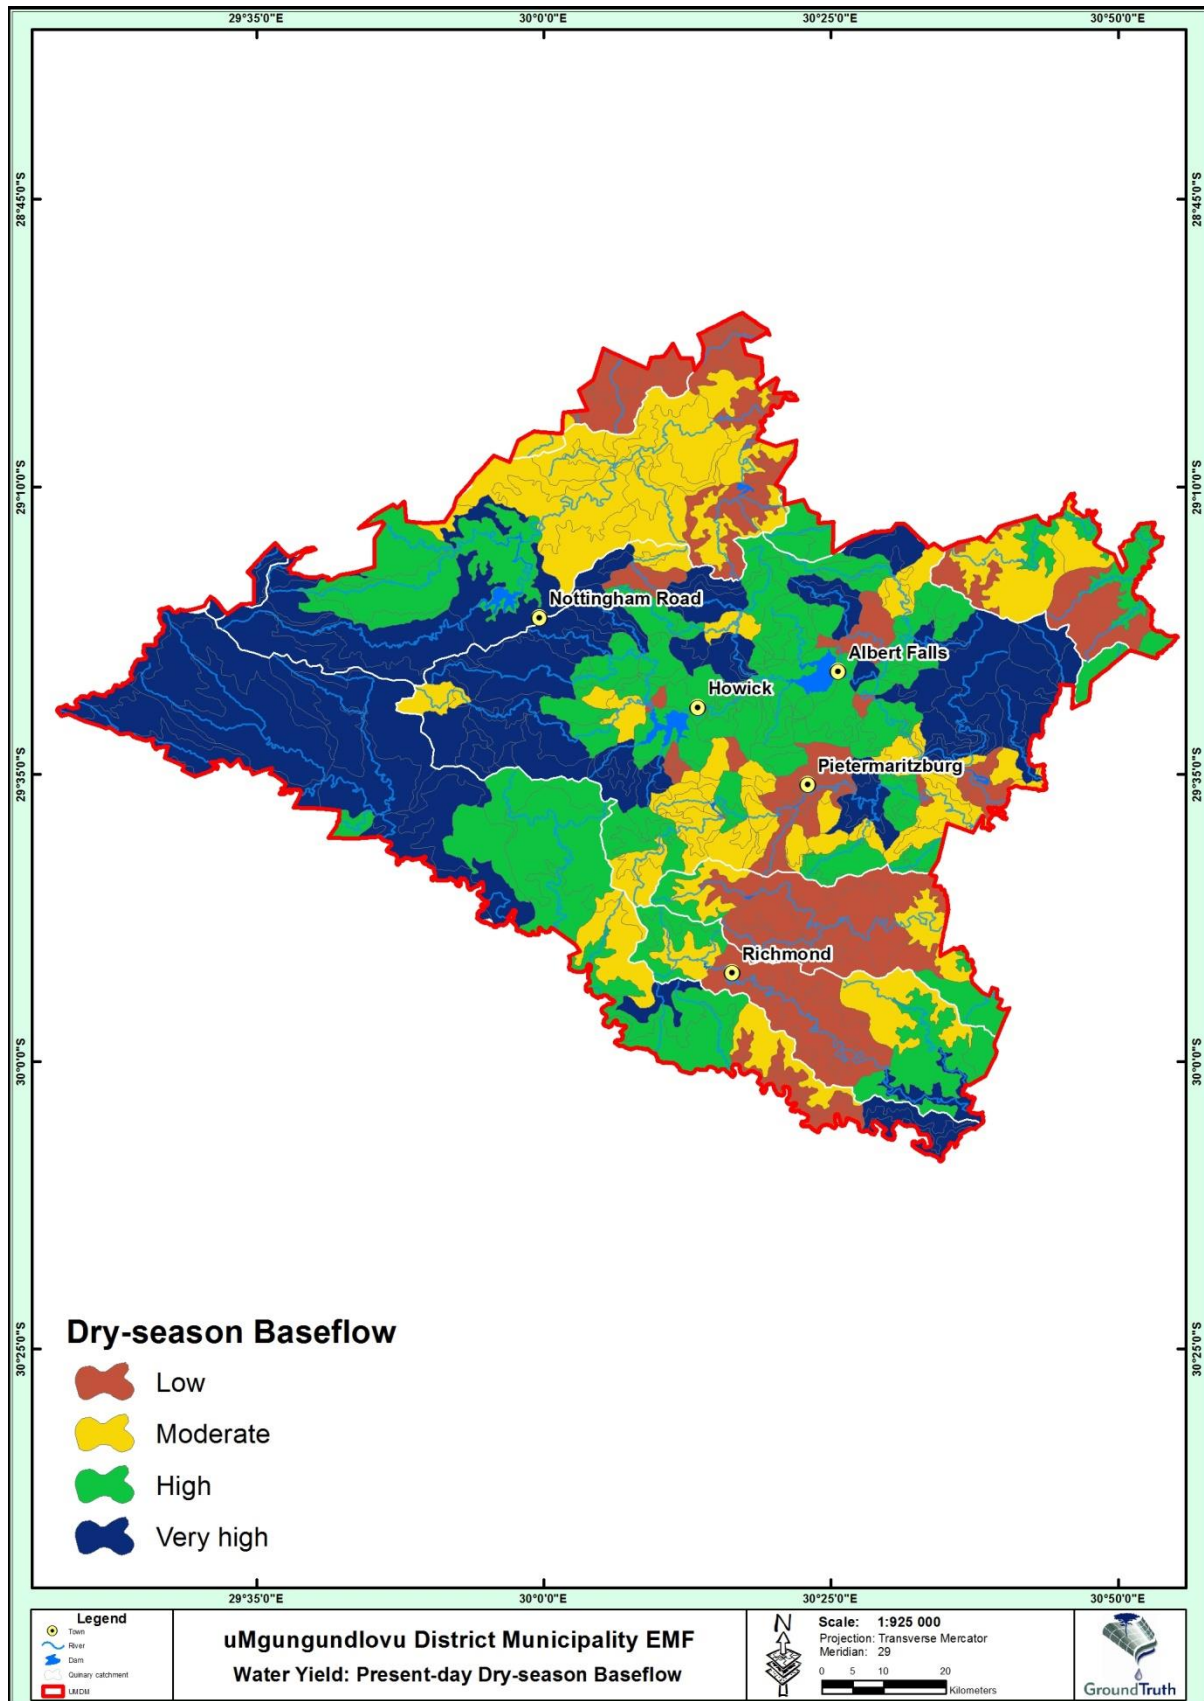 29°35'0"E 30°0'0"E 30°25'0"E 30°50'0"E
28°45'0"S 28°45'0"S
29°10'0"S 29°10'0"S
Nottingham Road
Albert Falls
Howick
Pietermaritzburg
29°35'0"S 29°35'0"S
Richmond
30°0'0"S 30°0'0"S
Dry-season Baseflow
30°25'0"S 30°25'0"S
Low
Moderate
High
Very high
29°35'0"E 30°0'0"E 30°25'0"E 30°50'0"E
Legend
Town
River
Dam
Quinary catchment
UMDM
uMgungundlovu District Municipality EMF
Water Yield: Present-day Dry-season Baseflow
N
Scale: 1:925 000
Projection: Transverse Mercator
Meridian: 29
0 5 10 20
Kilometers
GroundTruth